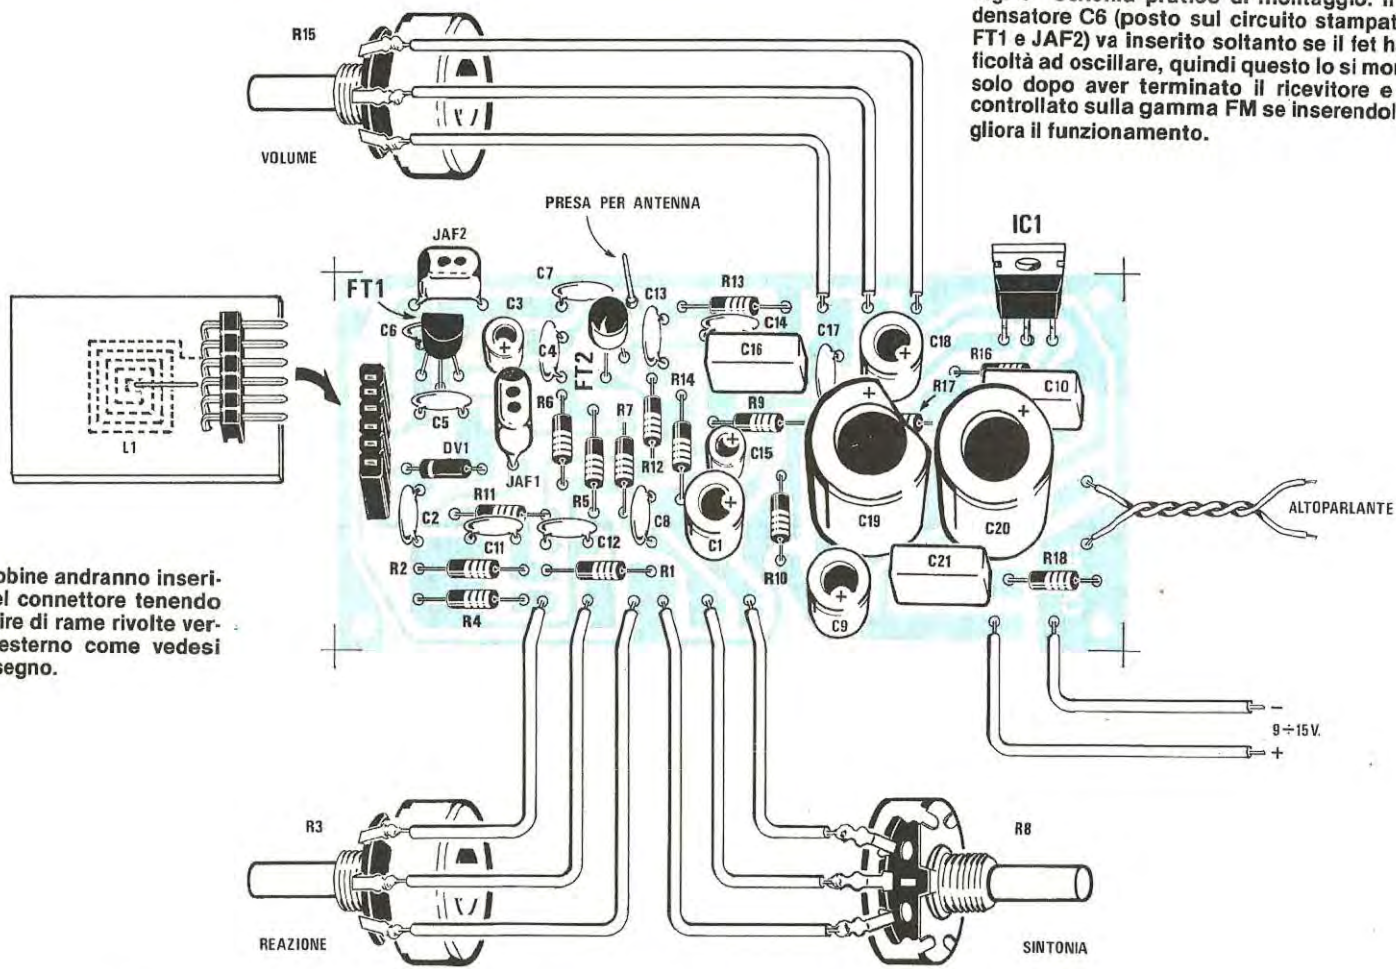 densatore C6 (posto sul circuito stampat
FT1 e JAF2) va inserito soltanto se il fet h
ficoltà ad oscillare, quindi questo lo si mor
solo dopo aver terminato il ricevitore e
controllato sulla gamma FM se inserendol
gliora il funzionamento.
R15
VOLUME
PRESA PER ANTENNA
IC1
JAF2
FT1
C7
C3
C13
R13
C6
C14
C17
C4
C16
C18
FT2
R16
R14
C10
R6
R7
R9
R17
C5
L1
DV1
R12
C15
JAF1
R5
R11
C2
C8
C19
C20
ALTOPARLANTE
C1
C11
C12
C21
R18
R2
R1
R10
R4
C9
obine andranno inseri-
el connettore tenendo
ire di rame rivolte ver-
esterno come vedesi
segno.
-
9÷15V.
+
R3
R8
REAZIONE
SINTONIA